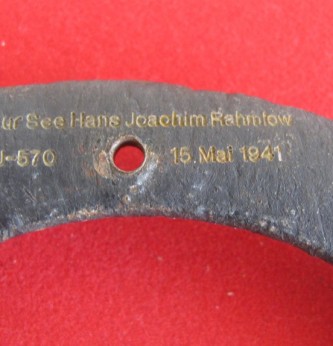 ur See Hans Joachim Rahmlow
U-570 15. Mai 1941